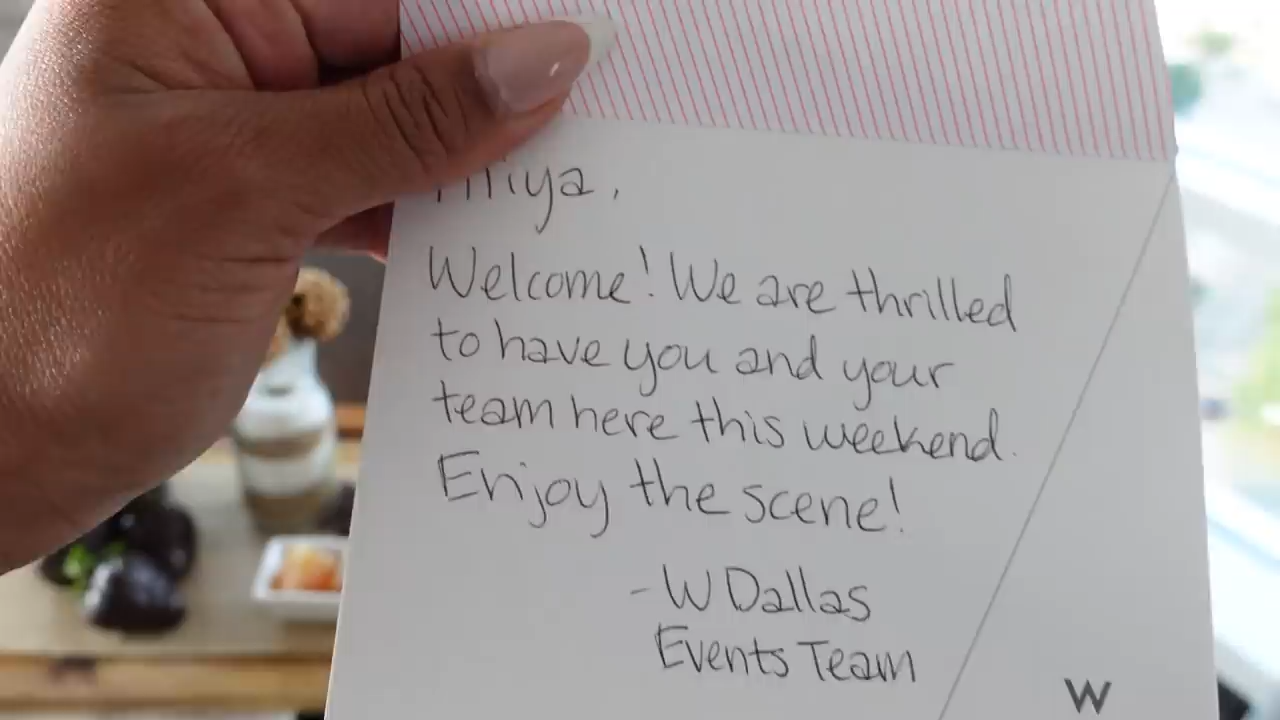 Welcome! We are thrilled
to have you and your
team here this weekend.
Enjoy the scene!
- W Dallas
Events Team
W